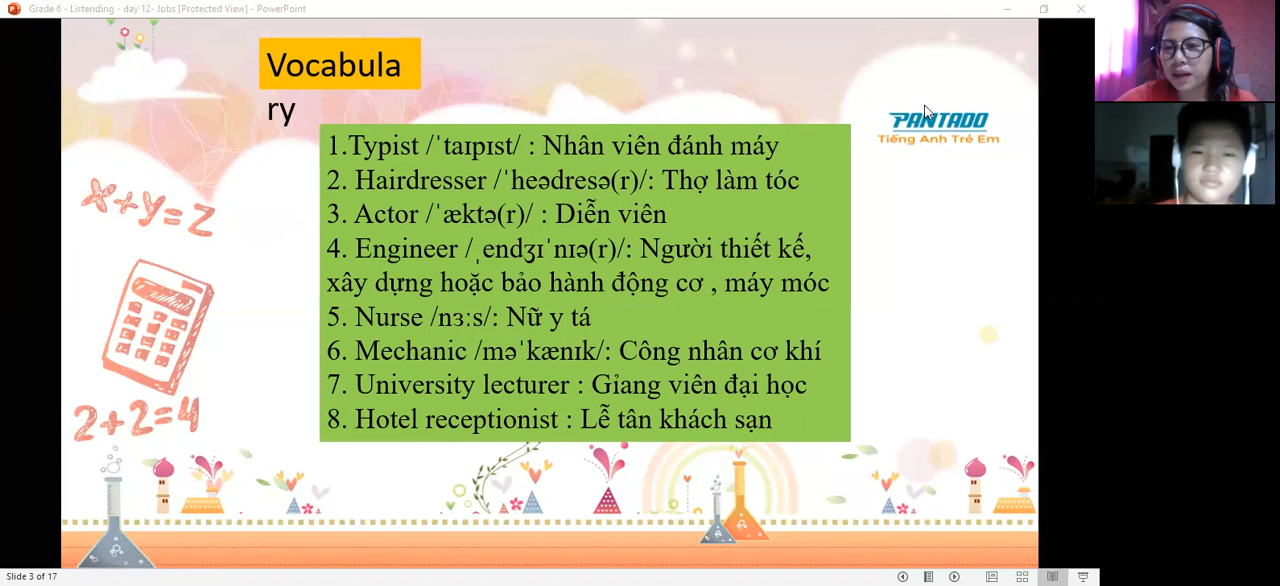 Grade 6 - Listending - day 12- Jobs [Protected View] - PowerPoint
Vocabula
ry
PANTADO
Tiếng Anh Trẻ Em
1.Typist /ˈtaɪpɪst/ : Nhân viên đánh máy
2. Hairdresser /ˈheədresə(r)/: Thợ làm tóc
3. Actor /ˈæktə(r)/ : Diễn viên
4. Engineer /ˌendʒɪˈnɪə(r)/: Người thiết kế,
xây dựng hoặc bảo hành động cơ , máy móc
5. Nurse /nɜːs/: Nữ y tá
6. Mechanic /məˈkænɪk/: Công nhân cơ khí
7. University lecturer : Gỉang viên đại học
8. Hotel receptionist : Lễ tân khách sạn
x+y=z
2+2=4
Slide 3 of 17